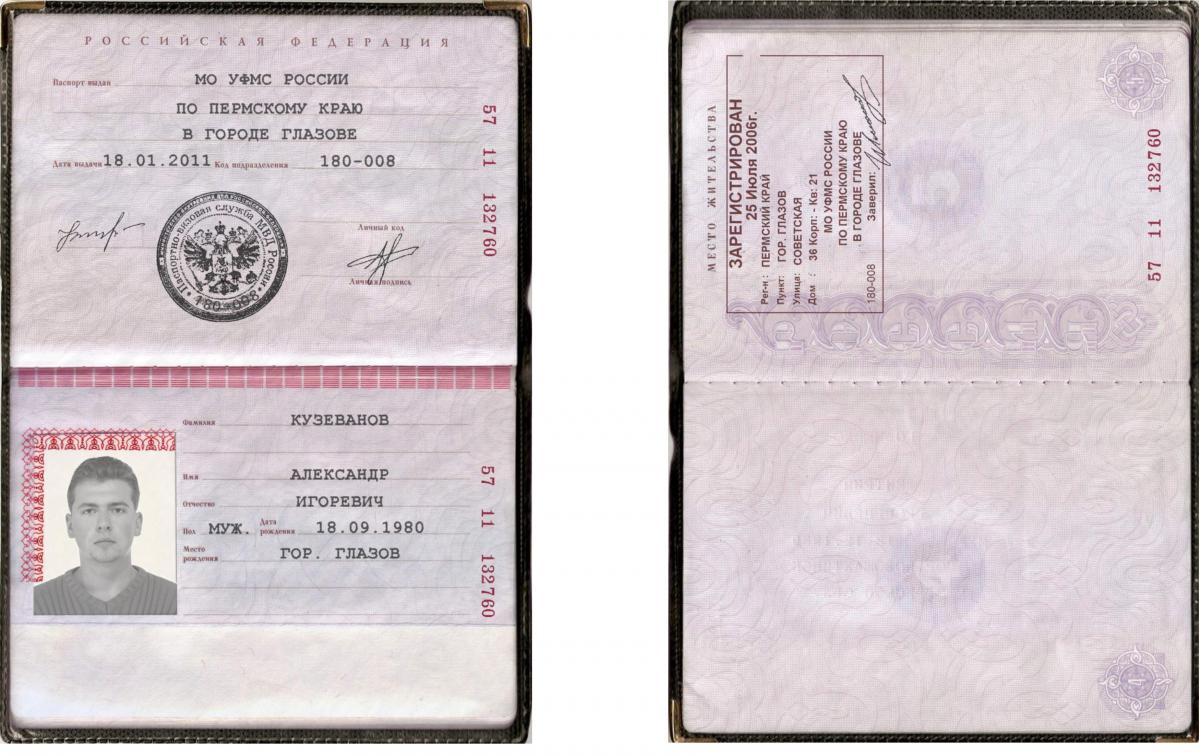 РОССИЙСКАЯ ФЕДЕРАЦИЯ
Паспорт выдан МО УФМС РОССИИ
ПО ПЕРМСКОМУ КРАЮ
В ГОРОДЕ ГЛАЗОВЕ
Дата выдачи 18.01.2011 Код подразделения 180-008
57 11 132760
Паспортно-визовая служба МВД России
180-008
Личный код
Личная подпись
Фамилия КУЗЕВАНОВ
Имя АЛЕКСАНДР
Отчество ИГОРЕВИЧ
Пол МУЖ. Дата рождения 18.09.1980
Место рождения ГОР. ГЛАЗОВ
57 11 132760
МЕСТО ЖИТЕЛЬСТВА
ЗАРЕГИСТРИРОВАН
25 Июля 2006г.
Рег-н : ПЕРМСКИЙ КРАЙ
Пункт: ГОР. ГЛАЗОВ
Улица: СОВЕТСКАЯ
Дом : 36 Корп: - Кв: 21
МО УФМС РОССИИ
ПО ПЕРМСКОМУ КРАЮ
В ГОРОДЕ ГЛАЗОВЕ
180-008 Заверил:
57 11 132760